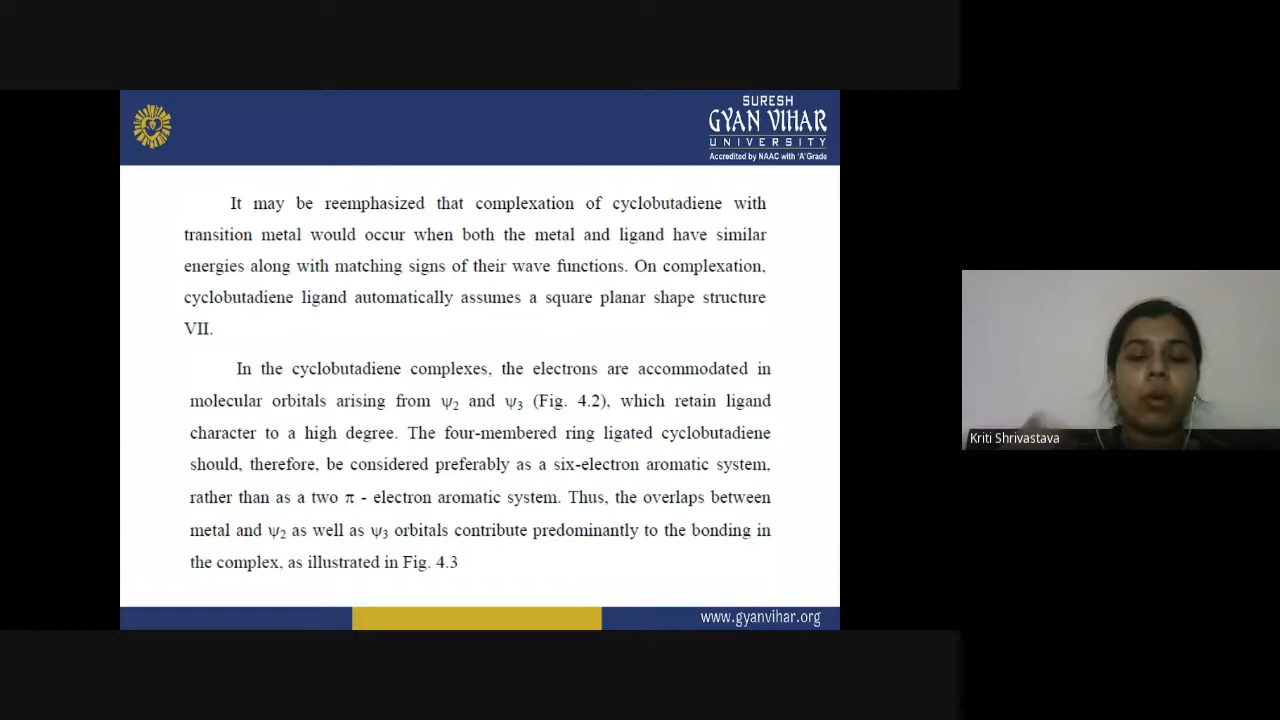 SURESH
GYAN VIHAR
UNIVERSITY
Accredited by NAAC with 'A' Grade
It may be reemphasized that complexation of cyclobutadiene with
transition metal would occur when both the metal and ligand have similar
energies along with matching signs of their wave functions. On complexation,
cyclobutadiene ligand automatically assumes a square planar shape structure
VII.
In the cyclobutadiene complexes, the electrons are accommodated in
molecular orbitals arising from ψ₂ and ψ₃ (Fig. 4.2), which retain ligand
character to a high degree. The four-membered ring ligated cyclobutadiene
should, therefore, be considered preferably as a six-electron aromatic system,
rather than as a two π - electron aromatic system. Thus, the overlaps between
metal and ψ₂ as well as ψ₃ orbitals contribute predominantly to the bonding in
the complex, as illustrated in Fig. 4.3
www.gyanvihar.org
Kriti Shrivastava